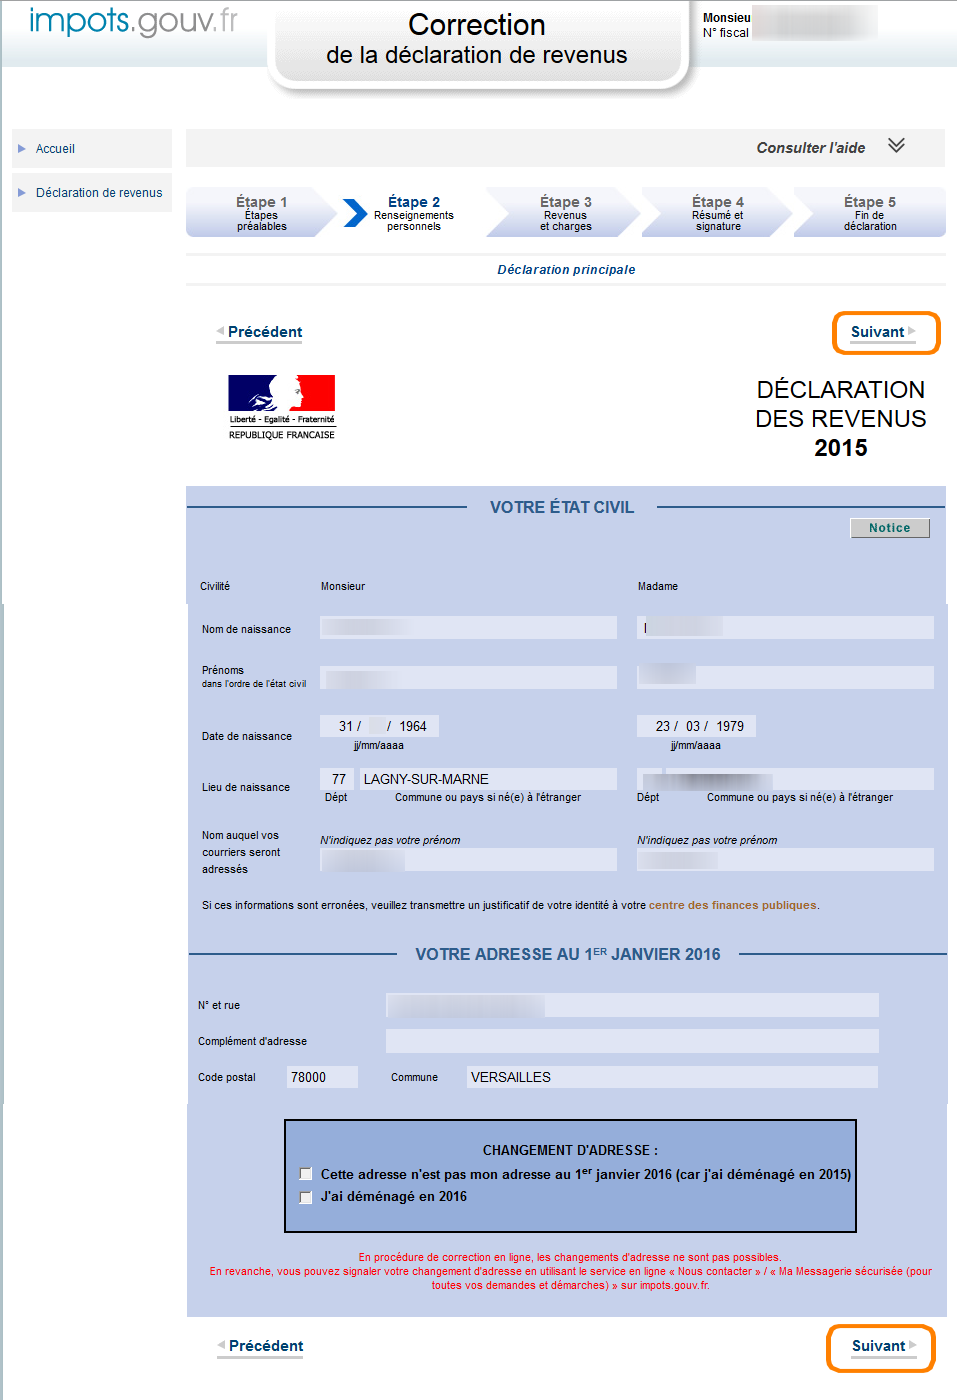 impots.gouv.fr
Correction
de la déclaration de revenus
Monsieu
N° fiscal
Accueil
Déclaration de revenus
Consulter l'aide
Étape 1
Étapes
préalables
Étape 2
Renseignements
personnels
Étape 3
Revenus
et charges
Étape 4
Résumé et
signature
Étape 5
Fin de
déclaration
Déclaration principale
Précédent
Suivant
Liberté - Egalité - Fraternité
REPUBLIQUE FRANCAISE
DÉCLARATION
DES REVENUS
2015
VOTRE ÉTAT CIVIL
Notice
Civilité Monsieur Madame
Nom de naissance
Prénoms
dans l'ordre de l'état civil
Date de naissance 31 / / 1964 23 / 03 / 1979
jj/mm/aaaa jj/mm/aaaa
Lieu de naissance 77 LAGNY-SUR-MARNE
Dépt Commune ou pays si né(e) à l'étranger Dépt Commune ou pays si né(e) à l'étranger
Nom auquel vos
courriers seront
adressés
N'indiquez pas votre prénom N'indiquez pas votre prénom
Si ces informations sont erronées, veuillez transmettre un justificatif de votre identité à votre centre des finances publiques.
VOTRE ADRESSE AU 1ER JANVIER 2016
N° et rue
Complément d'adresse
Code postal 78000 Commune VERSAILLES
CHANGEMENT D'ADRESSE :
Cette adresse n'est pas mon adresse au 1er janvier 2016 (car j'ai déménagé en 2015)
J'ai déménagé en 2016
En procédure de correction en ligne, les changements d'adresse ne sont pas possibles.
En revanche, vous pouvez signaler votre changement d'adresse en utilisant le service en ligne « Nous contacter » / « Ma Messagerie sécurisée (pour
toutes vos demandes et démarches) » sur impots.gouv.fr.
Précédent
Suivant